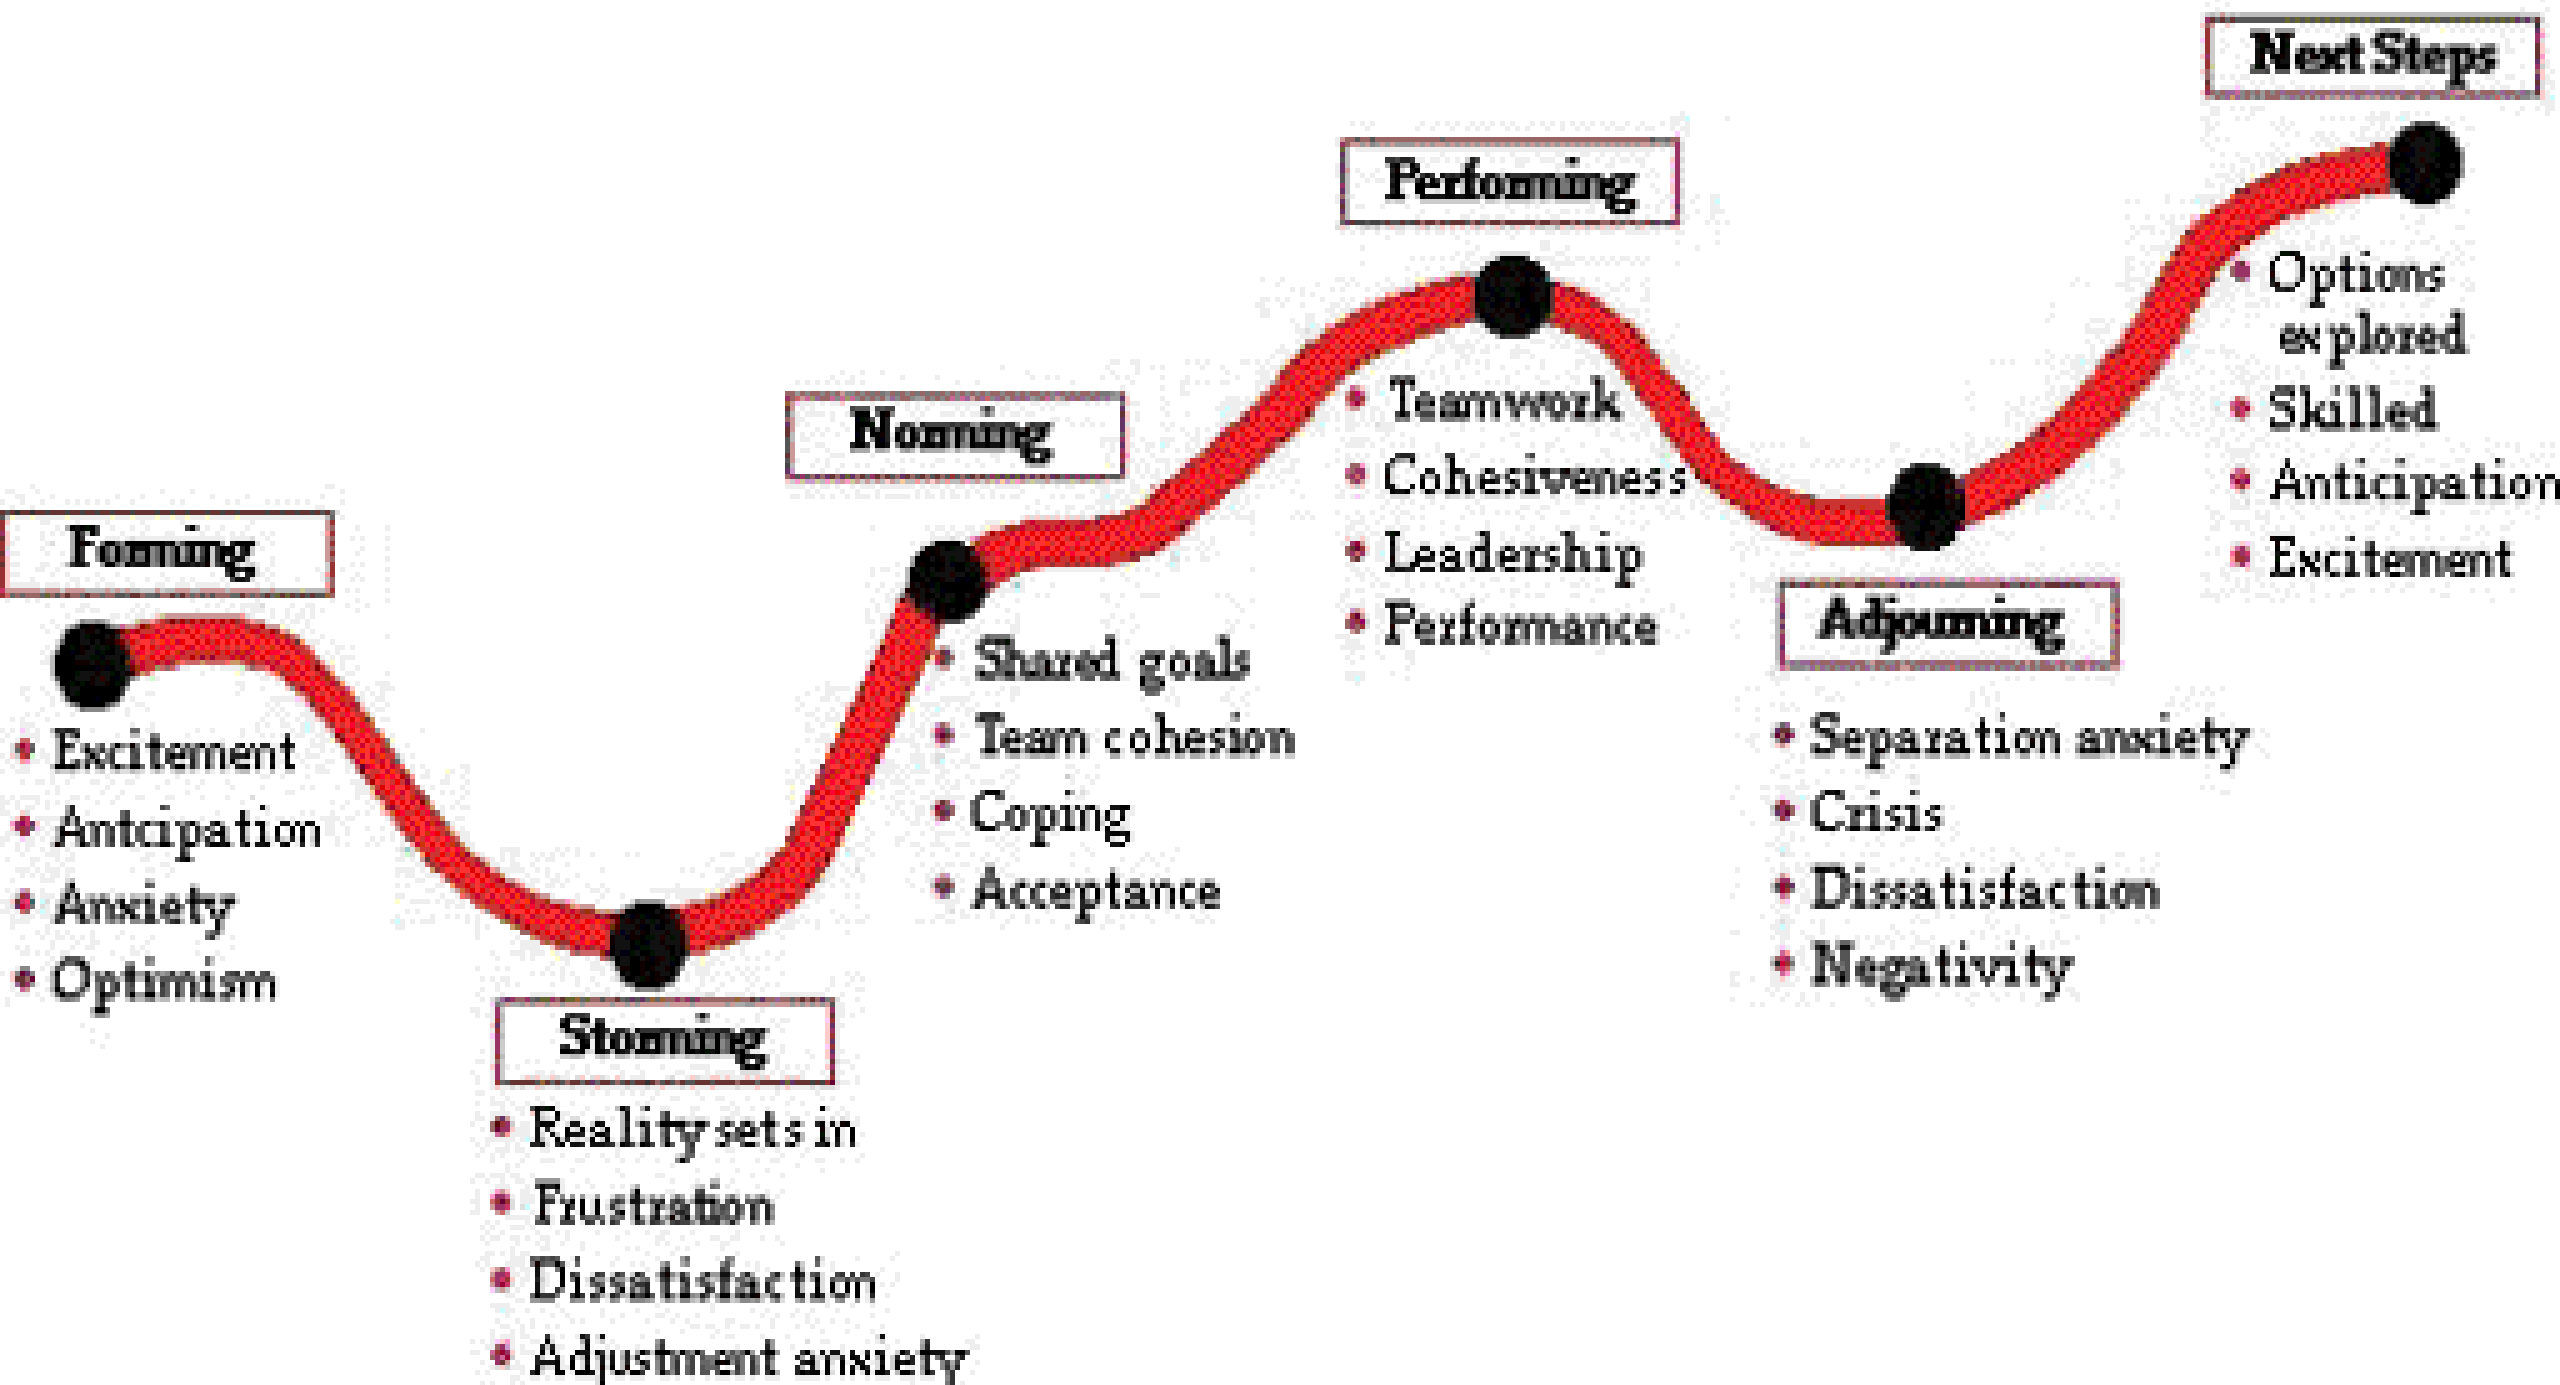 Forming
• Excitement
• Antcipation
• Anxiety
• Optimism
Storming
• Reality sets in
• Frustration
• Dissatisfaction
• Adjustment anxiety
Norming
• Shared goals
• Team cohesion
• Coping
• Acceptance
Performing
• Teamwork
• Cohesiveness
• Leadership
• Performance
Adjourning
• Separation anxiety
• Crisis
• Dissatisfaction
• Negativity
Next Steps
• Options
explored
• Skilled
• Anticipation
• Excitement